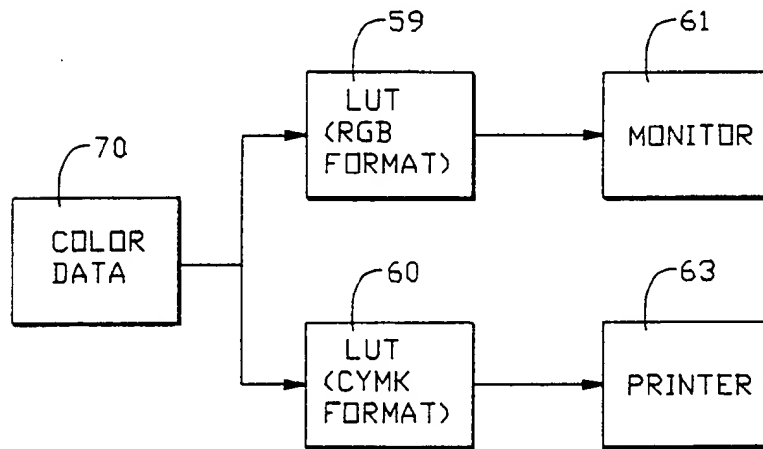 59
61
LUT
(RGB
FORMAT)
MONITOR
70
COLOR
DATA
60
63
LUT
(CYMK
FORMAT)
PRINTER